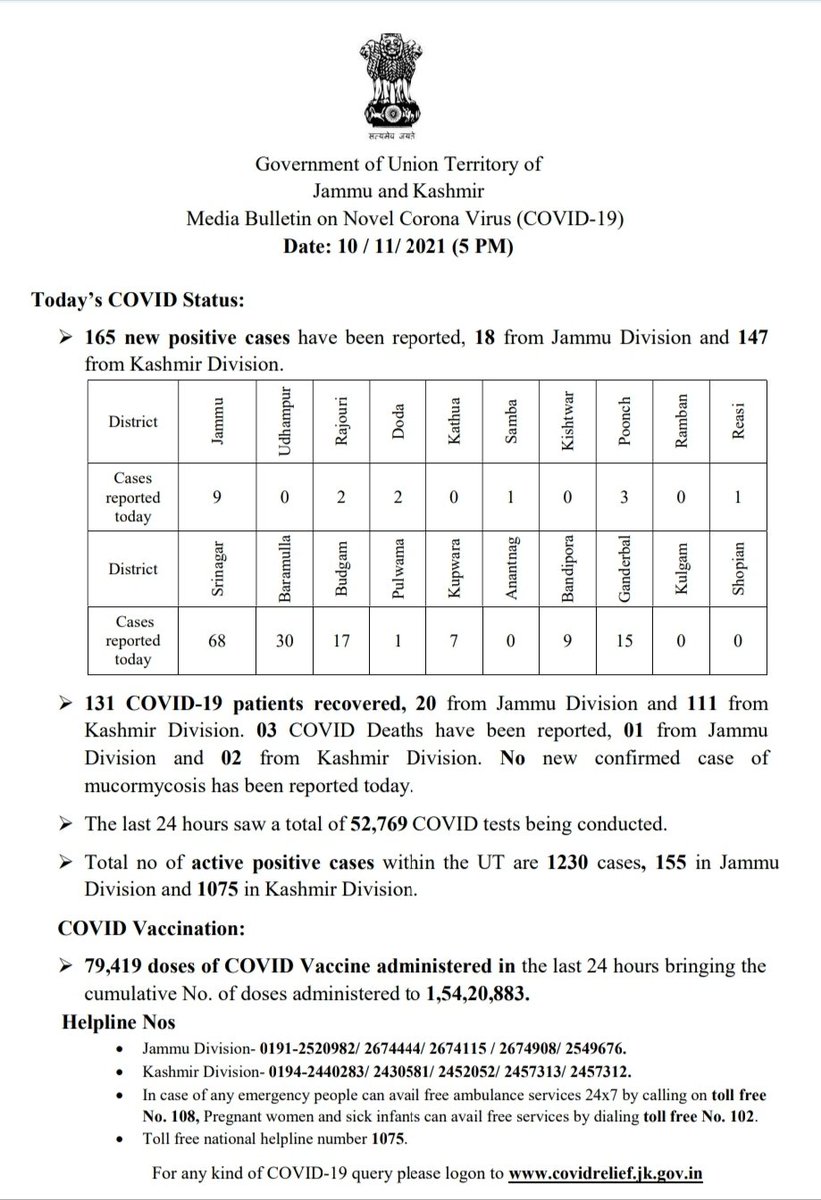 सत्यमेव जयते
Government of Union Territory of
Jammu and Kashmir
Media Bulletin on Novel Corona Virus (COVID-19)
Date: 10 / 11/ 2021 (5 PM)
Today’s COVID Status:
➢ 165 new positive cases have been reported, 18 from Jammu Division and 147
from Kashmir Division.
District Jammu Udhampur Rajouri Doda Kathua Samba Kishtwar Poonch Ramban Reasi
Cases
reported
today
9 0 2 2 0 1 0 3 0 1
District Srinagar Baramulla Budgam Pulwama Kupwara Anantnag Bandipora Ganderbal Kulgam Shopian
Cases
reported
today
68 30 17 1 7 0 9 15 0 0
➢ 131 COVID-19 patients recovered, 20 from Jammu Division and 111 from
Kashmir Division. 03 COVID Deaths have been reported, 01 from Jammu
Division and 02 from Kashmir Division. No new confirmed case of
mucormycosis has been reported today.
➢ The last 24 hours saw a total of 52,769 COVID tests being conducted.
➢ Total no of active positive cases within the UT are 1230 cases, 155 in Jammu
Division and 1075 in Kashmir Division.
COVID Vaccination:
➢ 79,419 doses of COVID Vaccine administered in the last 24 hours bringing the
cumulative No. of doses administered to 1,54,20,883.
Helpline Nos
• Jammu Division- 0191-2520982/ 2674444/ 2674115 / 2674908/ 2549676.
• Kashmir Division- 0194-2440283/ 2430581/ 2452052/ 2457313/ 2457312.
• In case of any emergency people can avail free ambulance services 24x7 by calling on toll free
No. 108, Pregnant women and sick infants can avail free services by dialing toll free No. 102.
• Toll free national helpline number 1075.
For any kind of COVID-19 query please logon to www.covidrelief.jk.gov.in